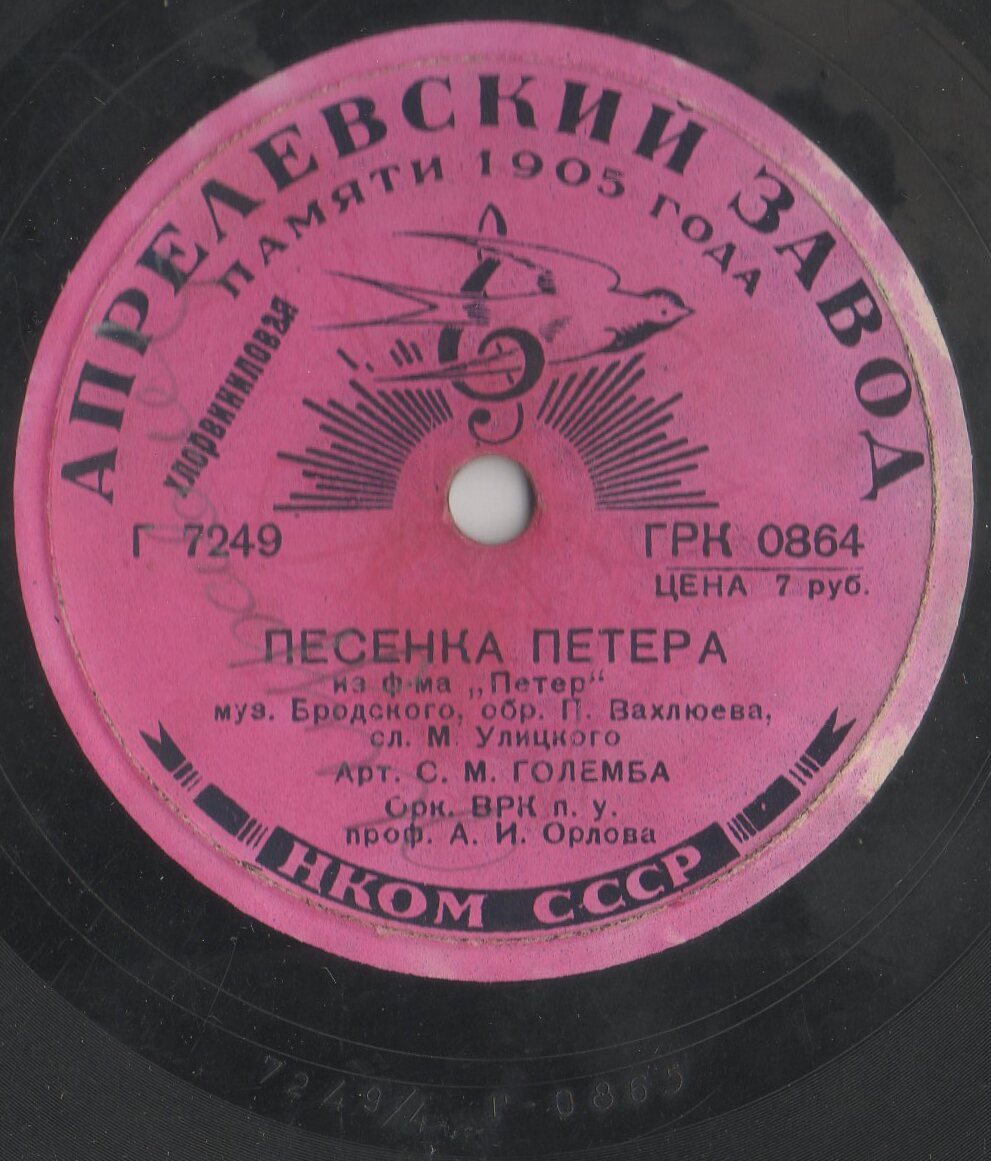 АПРЕЛЕВСКИЙ ЗАВОД
ПАМЯТИ 1905 ГОДА
хлорвиниловая
Г 7249
ГРК 0864
ЦЕНА 7 руб.
ПЕСЕНКА ПЕТЕРА
из ф-ма „Петер“
муз. Бродского, обр. П. Вахлюева,
сл. М. Улицкого
Арт. С. М. ГОЛЕМБА
Орк. ВРК п. у.
проф. А. И. Орлова
НКОМ СССР
7249/4 Г-0865